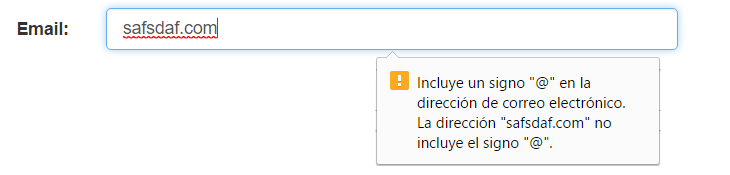 Email: safsdaf.com
Incluye un signo "@" en la
dirección de correo electrónico.
La dirección "safsdaf.com" no
incluye el signo "@".